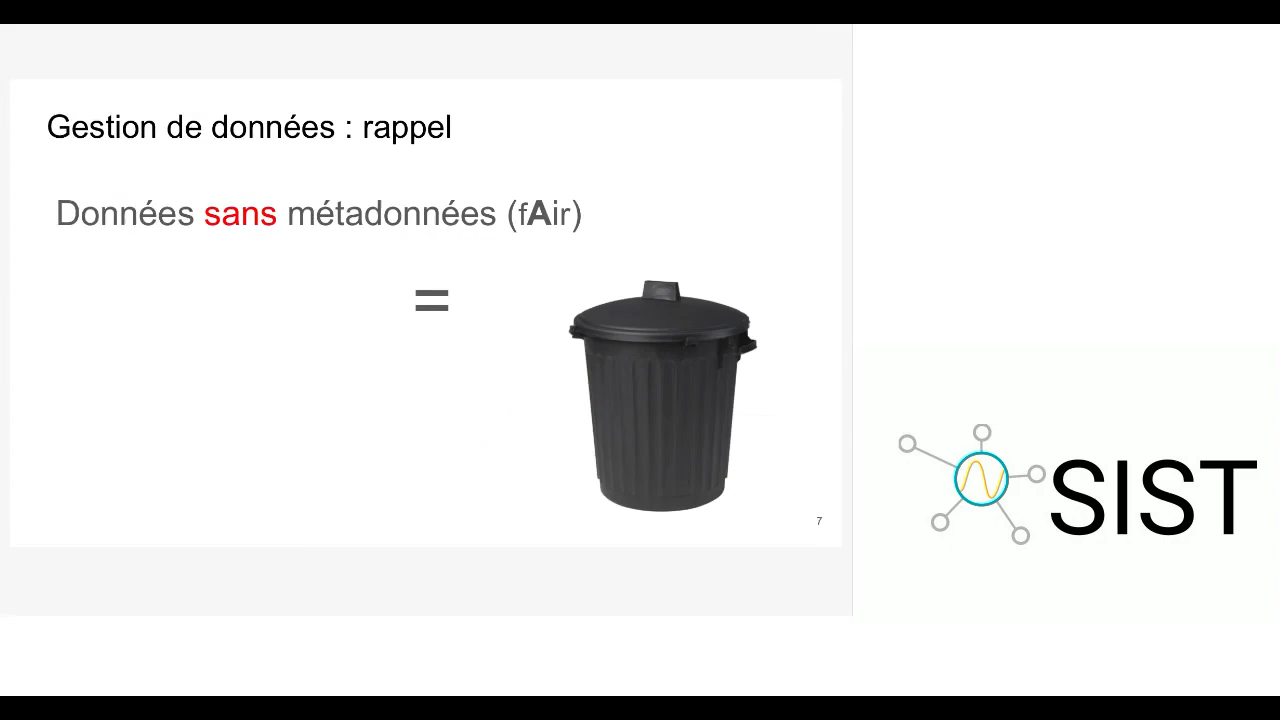 Gestion de données : rappel
Données sans métadonnées (fAir)
=
7
SIST